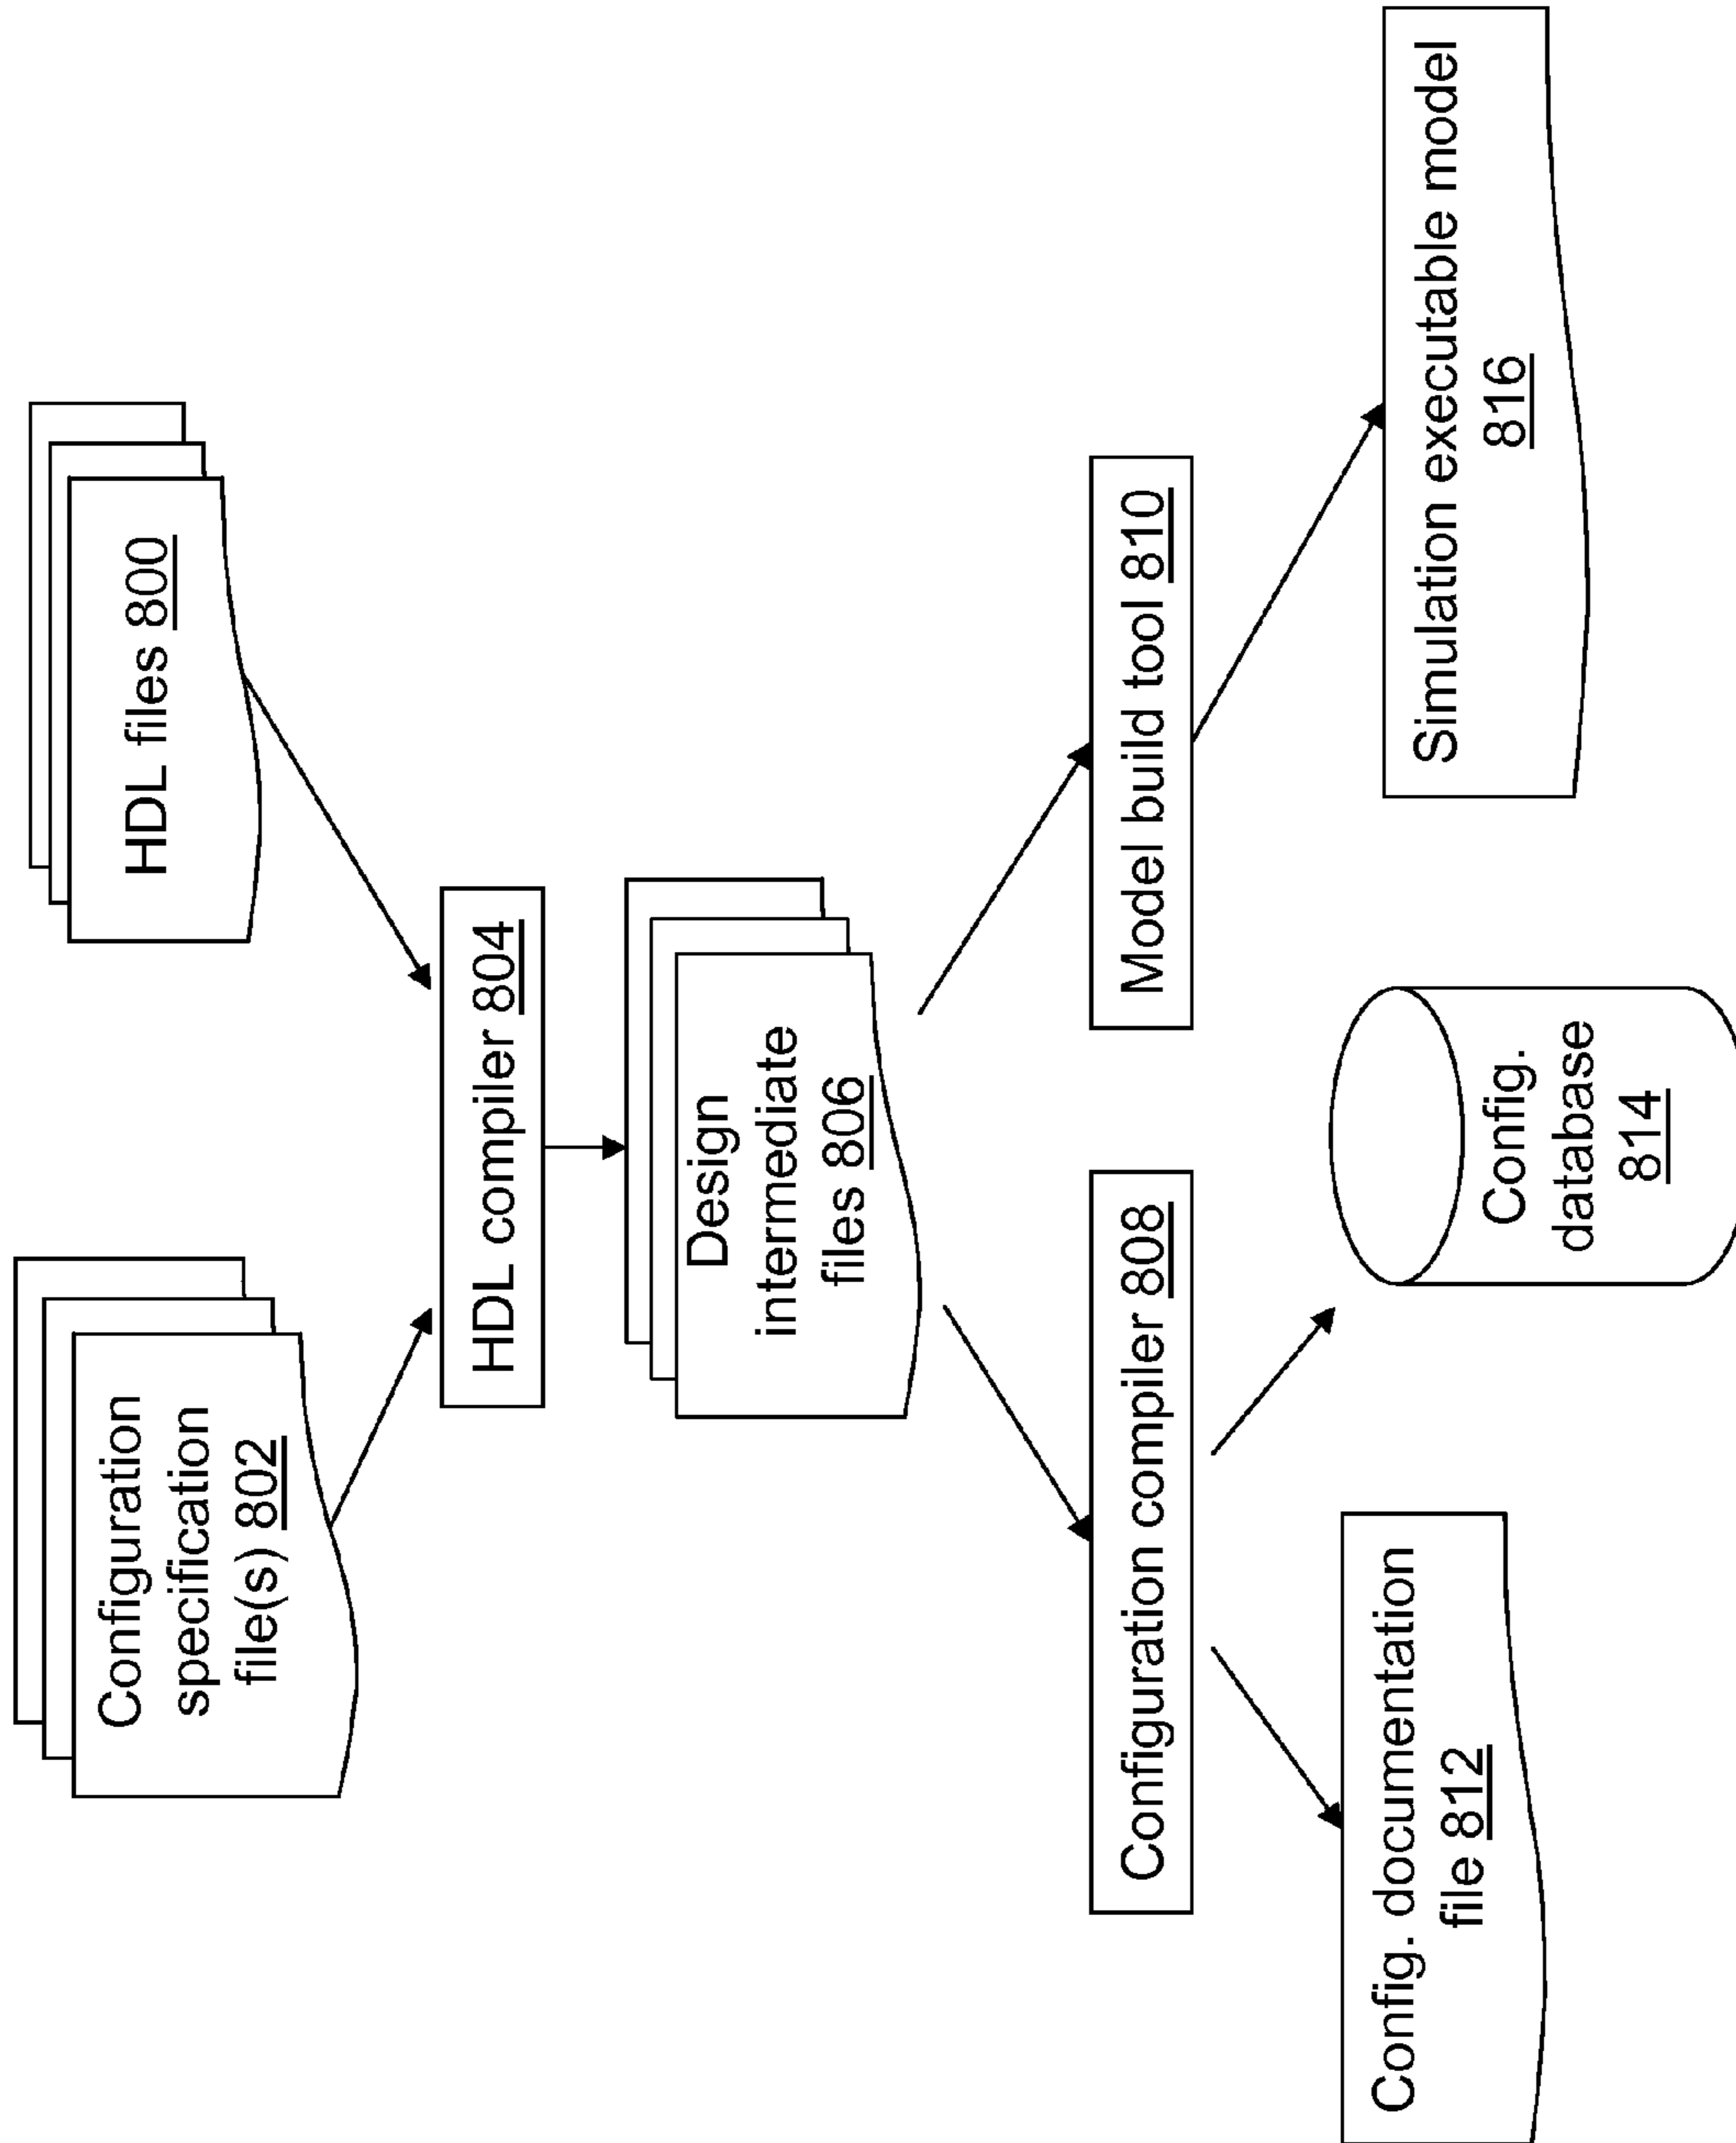 Configuration
specification
file(s) 802
HDL files 800
HDL compiler 804
Design
intermediate
files 806
Configuration compiler 808
Model build tool 810
Config. documentation
file 812
Config.
database
814
Simulation executable model
816